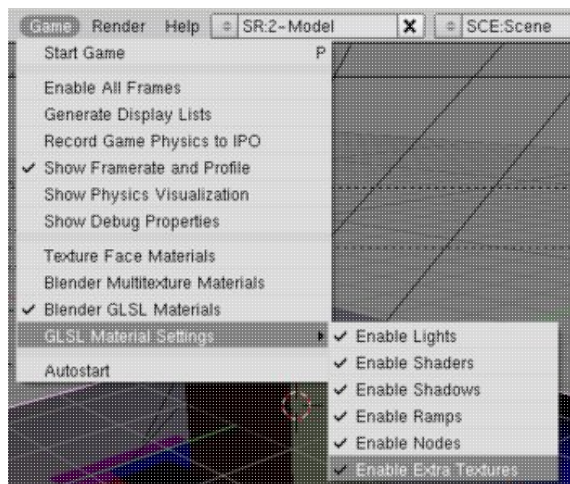 Game Render Help SR:2-Model X SCE:Scene
Start Game P
Enable All Frames
Generate Display Lists
Record Game Physics to IPO
Show Framerate and Profile
Show Physics Visualization
Show Debug Properties
Texture Face Materials
Blender Multitexture Materials
Blender GLSL Materials
GLSL Material Settings
Autostart
Enable Lights
Enable Shaders
Enable Shadows
Enable Ramps
Enable Nodes
Enable Extra Textures